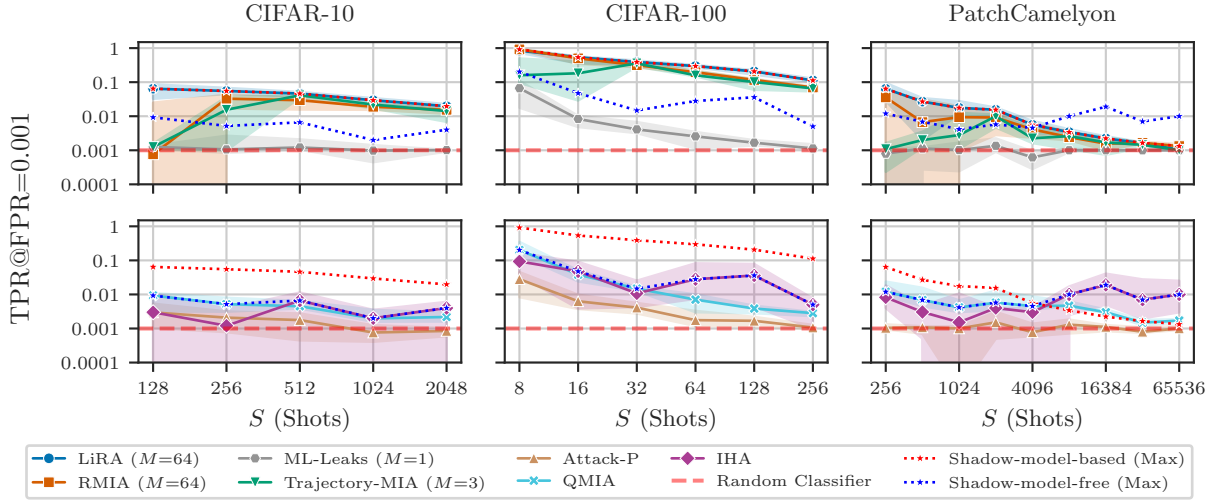 CIFAR-10 CIFAR-100 PatchCamelyon
TPR@FPR=0.001
1
0.1
0.01
0.001
0.0001
1
0.1
0.01
0.001
0.0001
128 256 512 1024 2048
8 16 32 64 128 256
256 1024 4096 16384 65536
S (Shots) S (Shots) S (Shots)
LiRA (M=64) ML-Leaks (M=1) Attack-P IHA Shadow-model-based (Max)
RMIA (M=64) Trajectory-MIA (M=3) QMIA Random Classifier Shadow-model-free (Max)